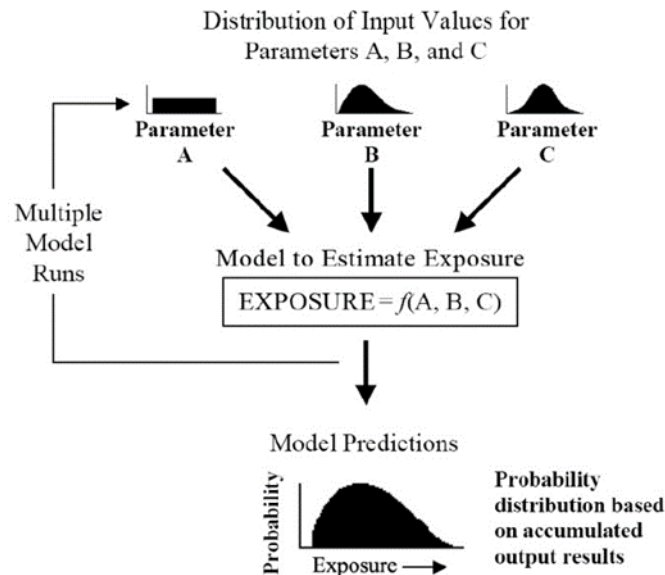 Distribution of Input Values for
Parameters A, B, and C
Parameter
A
Parameter
B
Parameter
C
Multiple
Model
Runs
Model to Estimate Exposure
EXPOSURE = f(A, B, C)
Model Predictions
Probability
Exposure
Probability
distribution based
on accumulated
output results